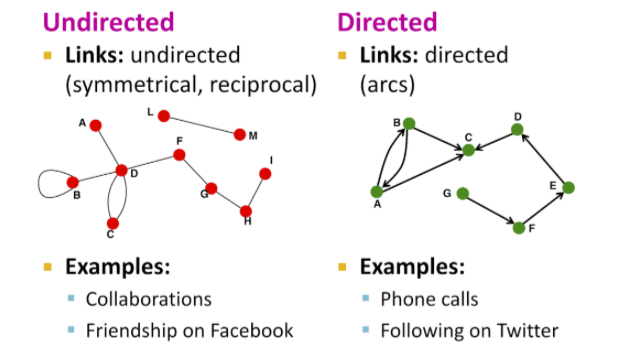 Undirected
Links: undirected
(symmetrical, reciprocal)
A
L
M
F
D
I
B
G
H
C
Examples:
Collaborations
Friendship on Facebook
Directed
Links: directed
(arcs)
B
D
C
E
A
G
F
Examples:
Phone calls
Following on Twitter